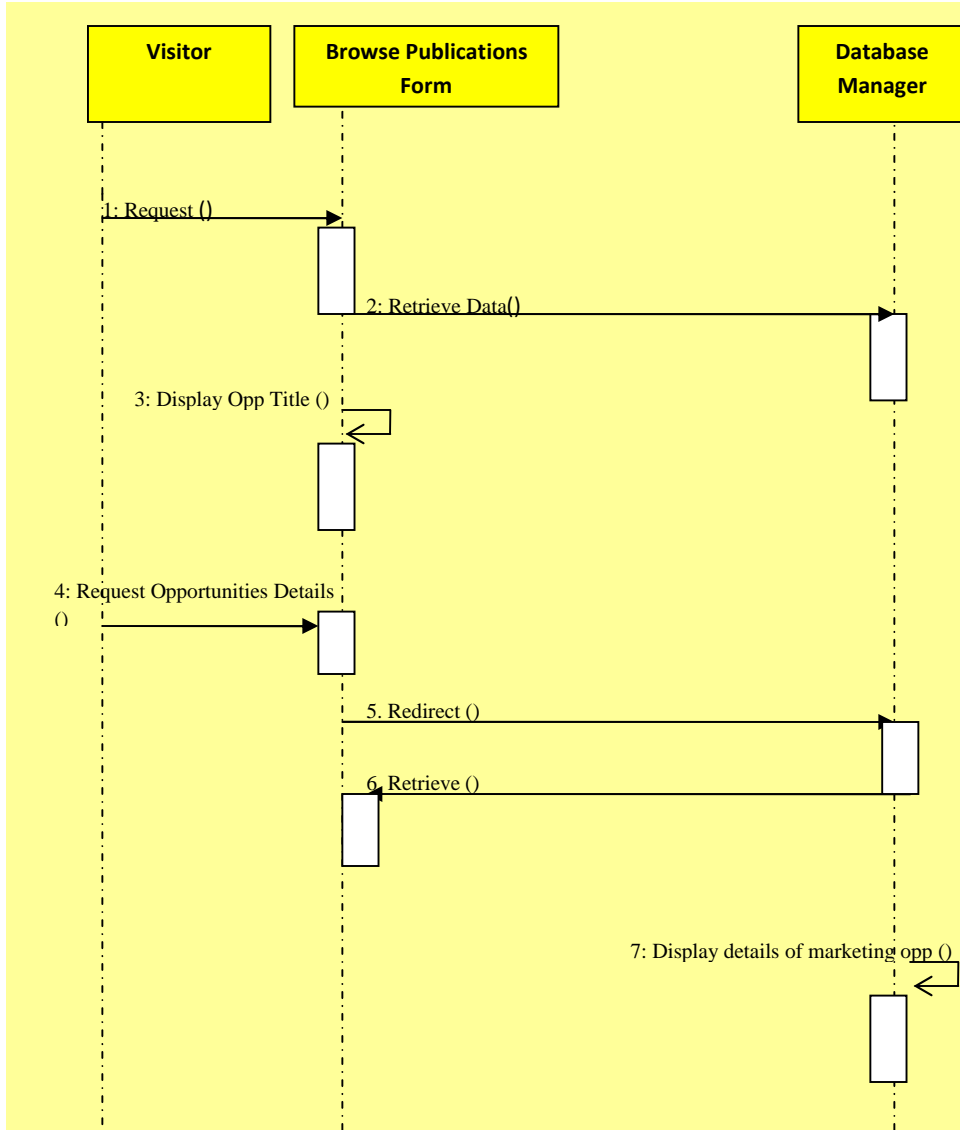 Visitor
Browse Publications
Form
Database
Manager
1: Request ()
2: Retrieve Data()
3: Display Opp Title ()
4: Request Opportunities Details
()
5. Redirect ()
6. Retrieve ()
7: Display details of marketing opp ()